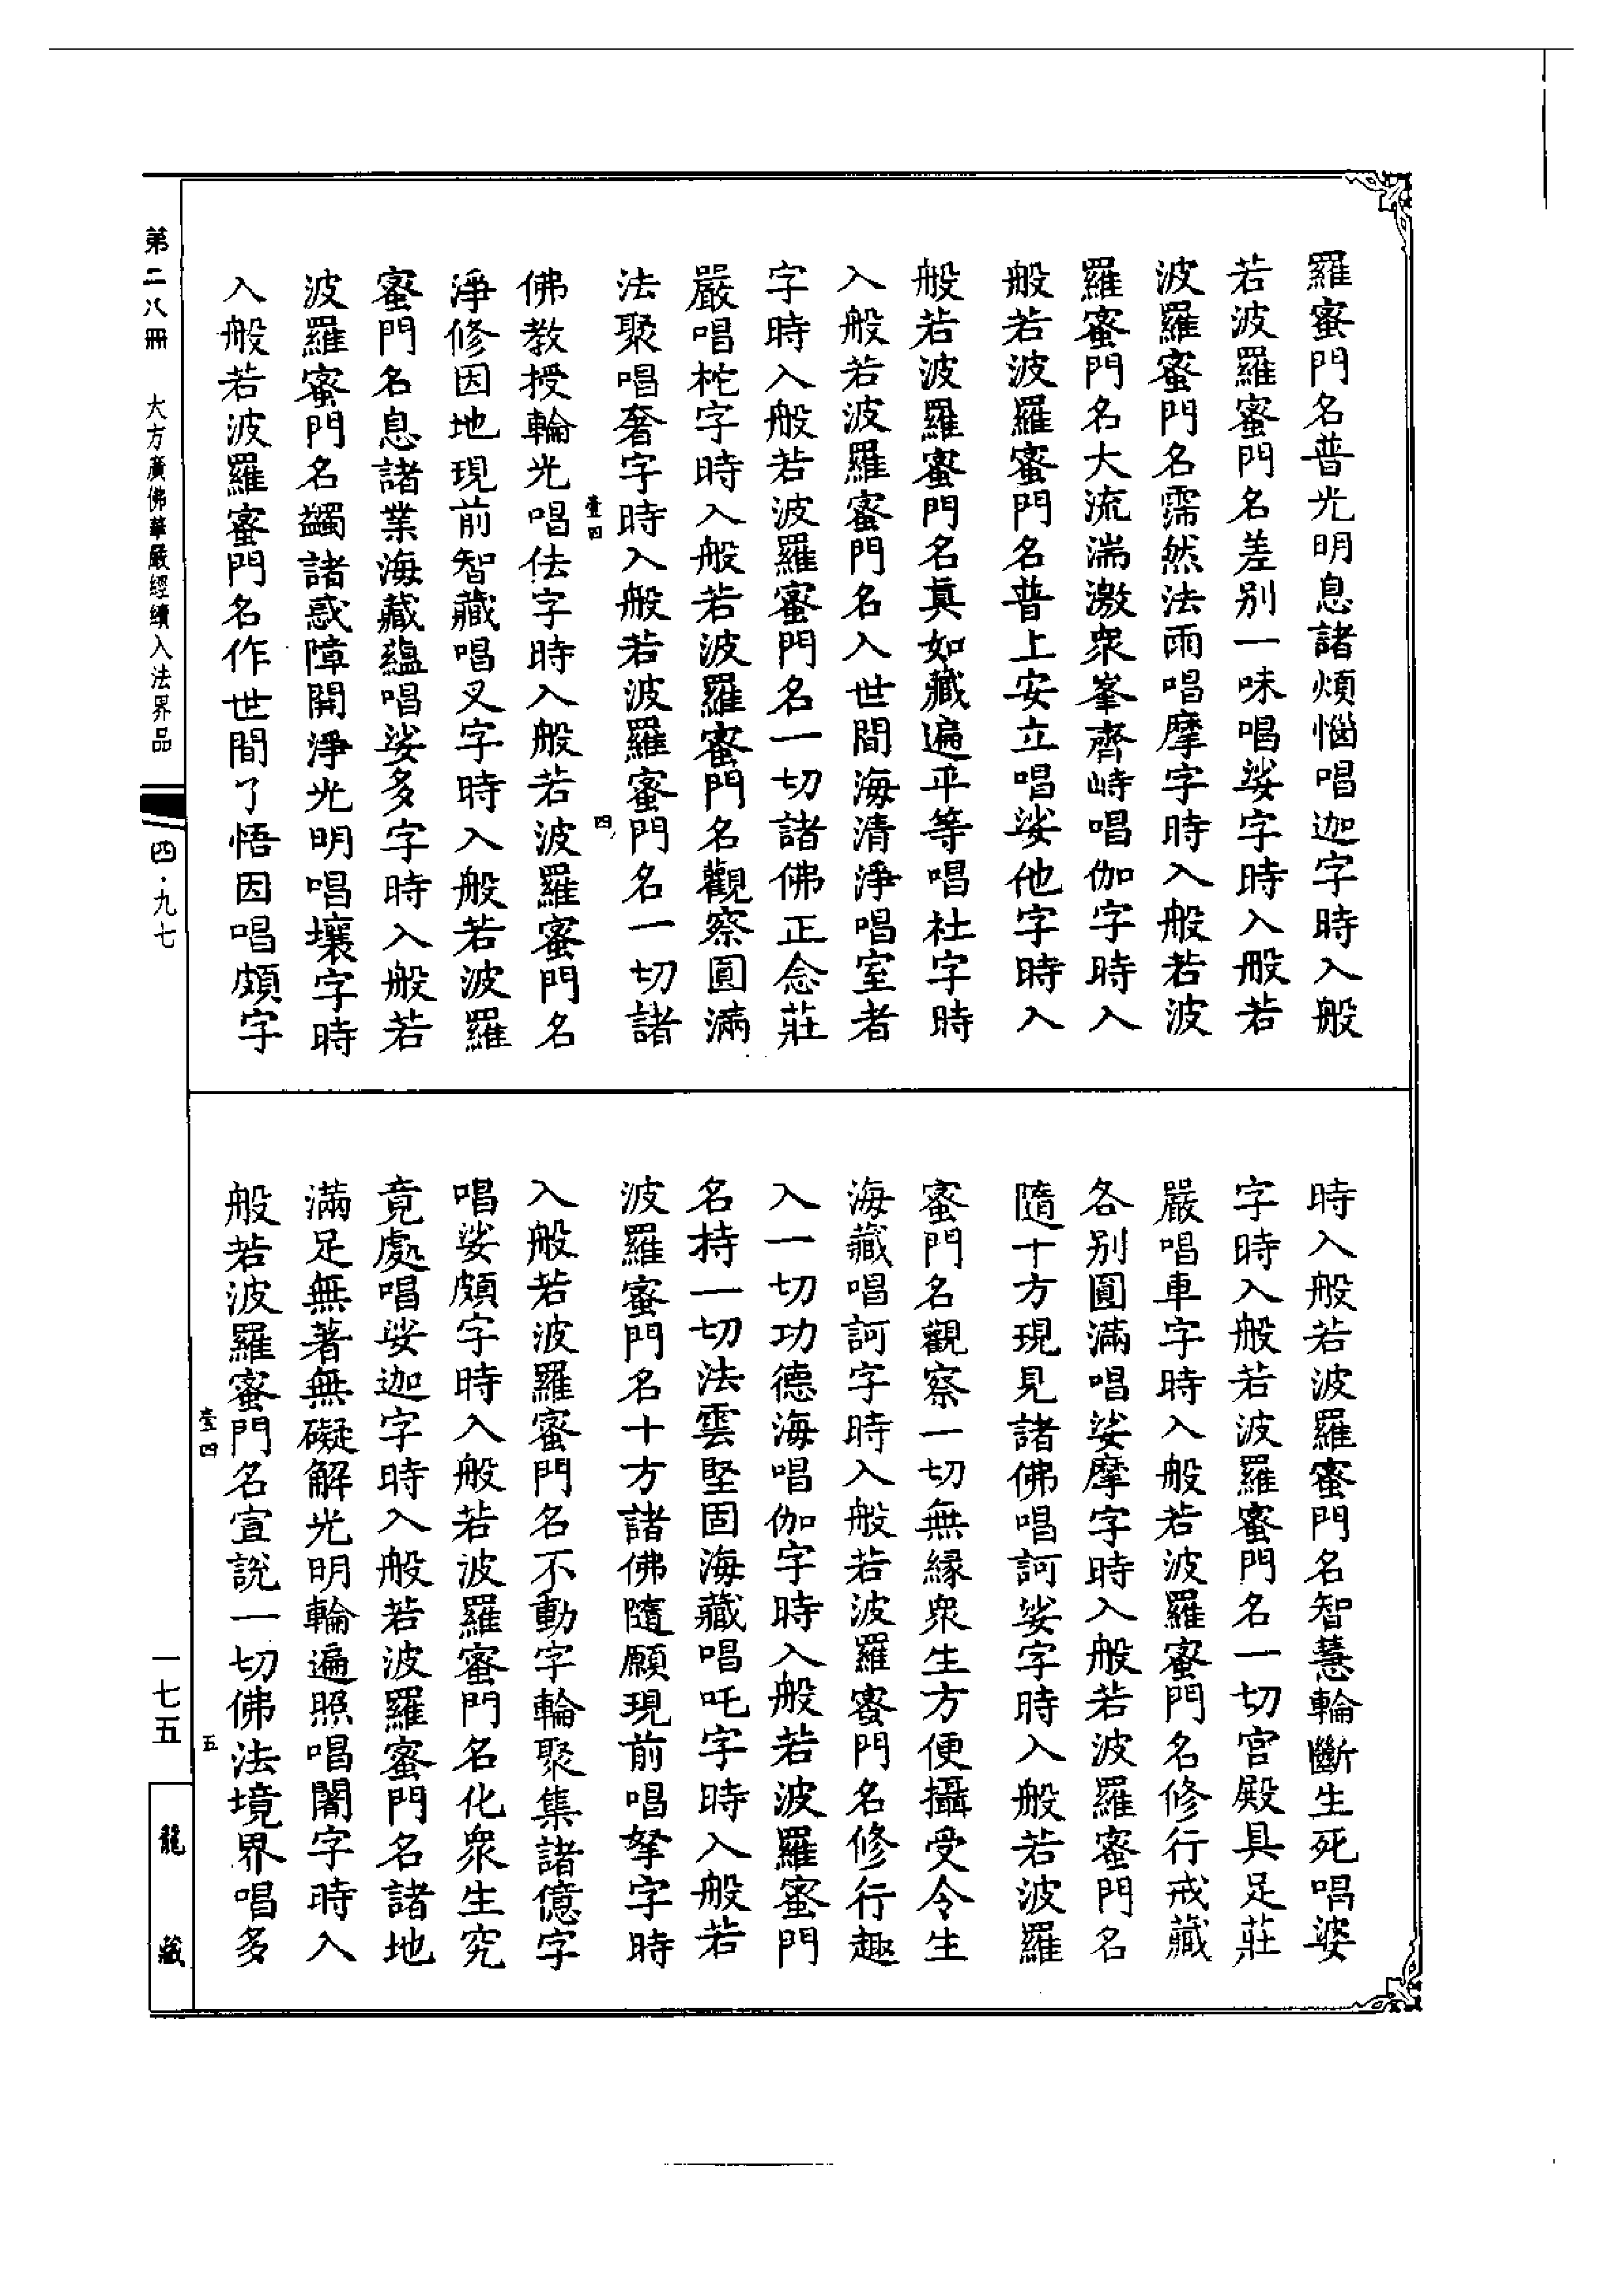 羅蜜門名普光明息諸煩惱唱迦字時入般
若波羅蜜門名差别一味唱娑字時入般若
波羅蜜門名霈然法雨唱摩字時入般若波
羅蜜門名大流湍激衆峯齊峙唱伽字時入
般若波羅蜜門名普上安立唱娑他字時入
般若波羅蜜門名真如藏遍平等唱社字時
入般若波羅蜜門名入世間海清淨唱室者
字時入般若波羅蜜門名一切諸佛正念莊
嚴唱柁字時入般若波羅蜜門名觀察圓滿
法聚唱奢字時入般若波羅蜜門名一切諸
壹四
四
佛教授輪光唱佉字時入般若波羅蜜門名
淨修因地現前智藏唱叉字時入般若波羅
蜜門名息諸業海藏蘊唱娑多字時入般若
波羅蜜門名蠲諸惑障開淨光明唱壤字時
入般若波羅蜜門名作世間了悟因唱頗字
時入般若波羅蜜門名智慧輪斷生死唱婆
字時入般若波羅蜜門名一切宫殿具足莊
嚴唱車字時入般若波羅蜜門名修行戒藏
各别圓滿唱娑摩字時入般若波羅蜜門名
隨十方現見諸佛唱訶娑字時入般若波羅
蜜門名觀察一切無緣衆生方便攝受令生
海藏唱訶字時入般若波羅蜜門名修行趣
入一切功德海唱伽字時入般若波羅蜜門
名持一切法雲堅固海藏唱吒字時入般若
波羅蜜門名十方諸佛隨願現前唱拏字時
入般若波羅蜜門名不動字輪聚集諸億字
唱娑頗字時入般若波羅蜜門名化衆生究
竟處唱娑迦字時入般若波羅蜜門名諸地
滿足無著無礙解光明輪遍照唱闍字時入
般若波羅蜜門名宣説一切佛法境界唱多
壹四
五
第二八冊 大方廣佛華嚴經續入法界品 四·九七
一七五
龍藏